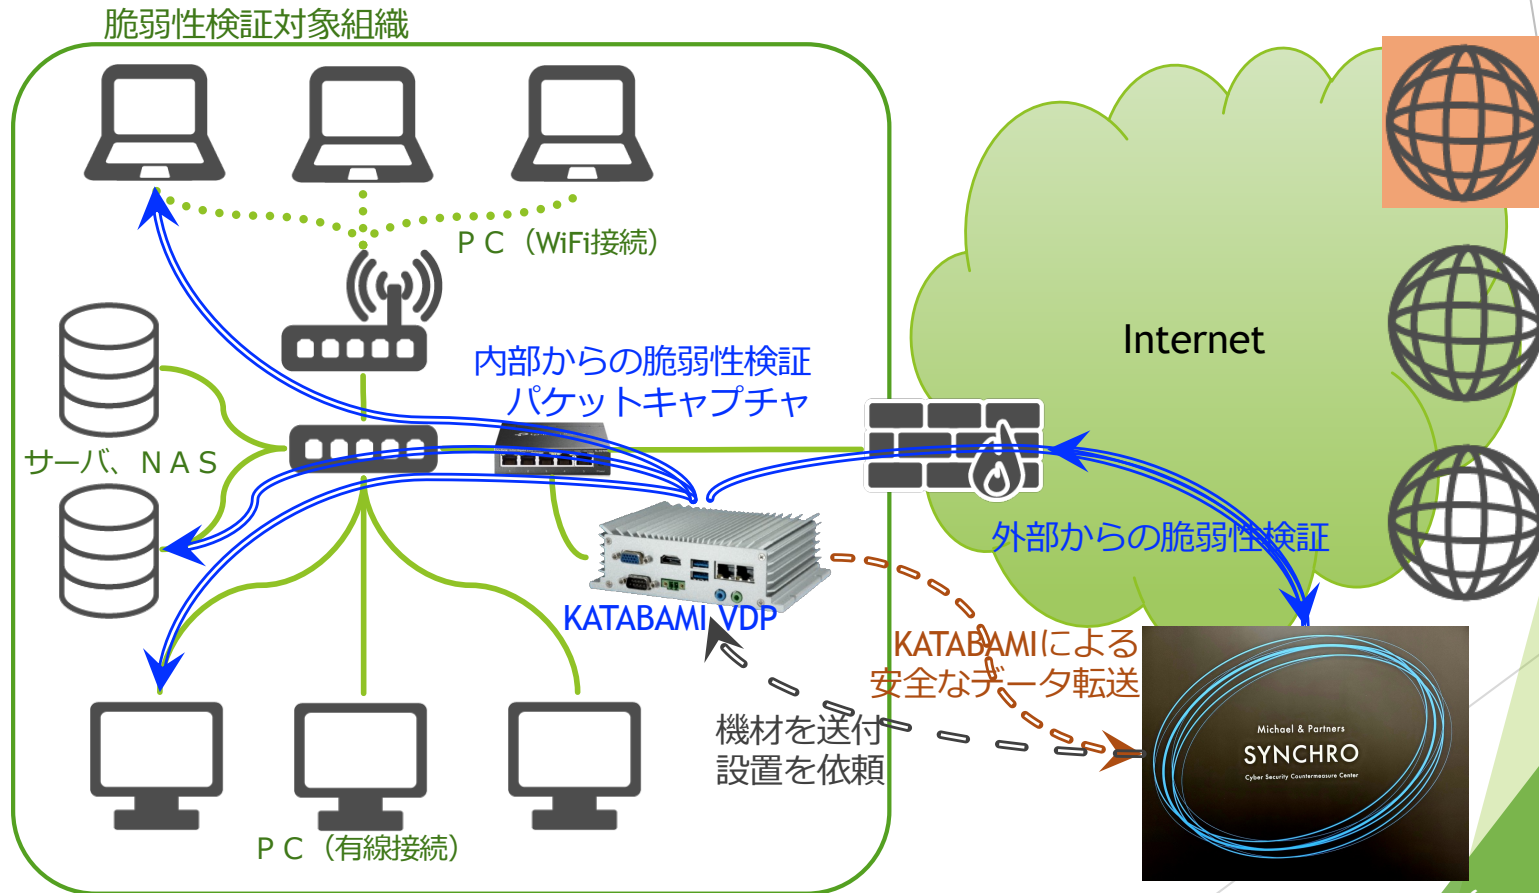 脆弱性検証対象組織
ＰＣ（WiFi接続）
内部からの脆弱性検証
パケットキャプチャ
Internet
サーバ、ＮＡＳ
外部からの脆弱性検証
KATABAMI VDP
KATABAMIによる
安全なデータ転送
機材を送付
設置を依頼
Michael & Partners
SYNCHRO
Cyber Security Countermeasure Center
ＰＣ（有線接続）